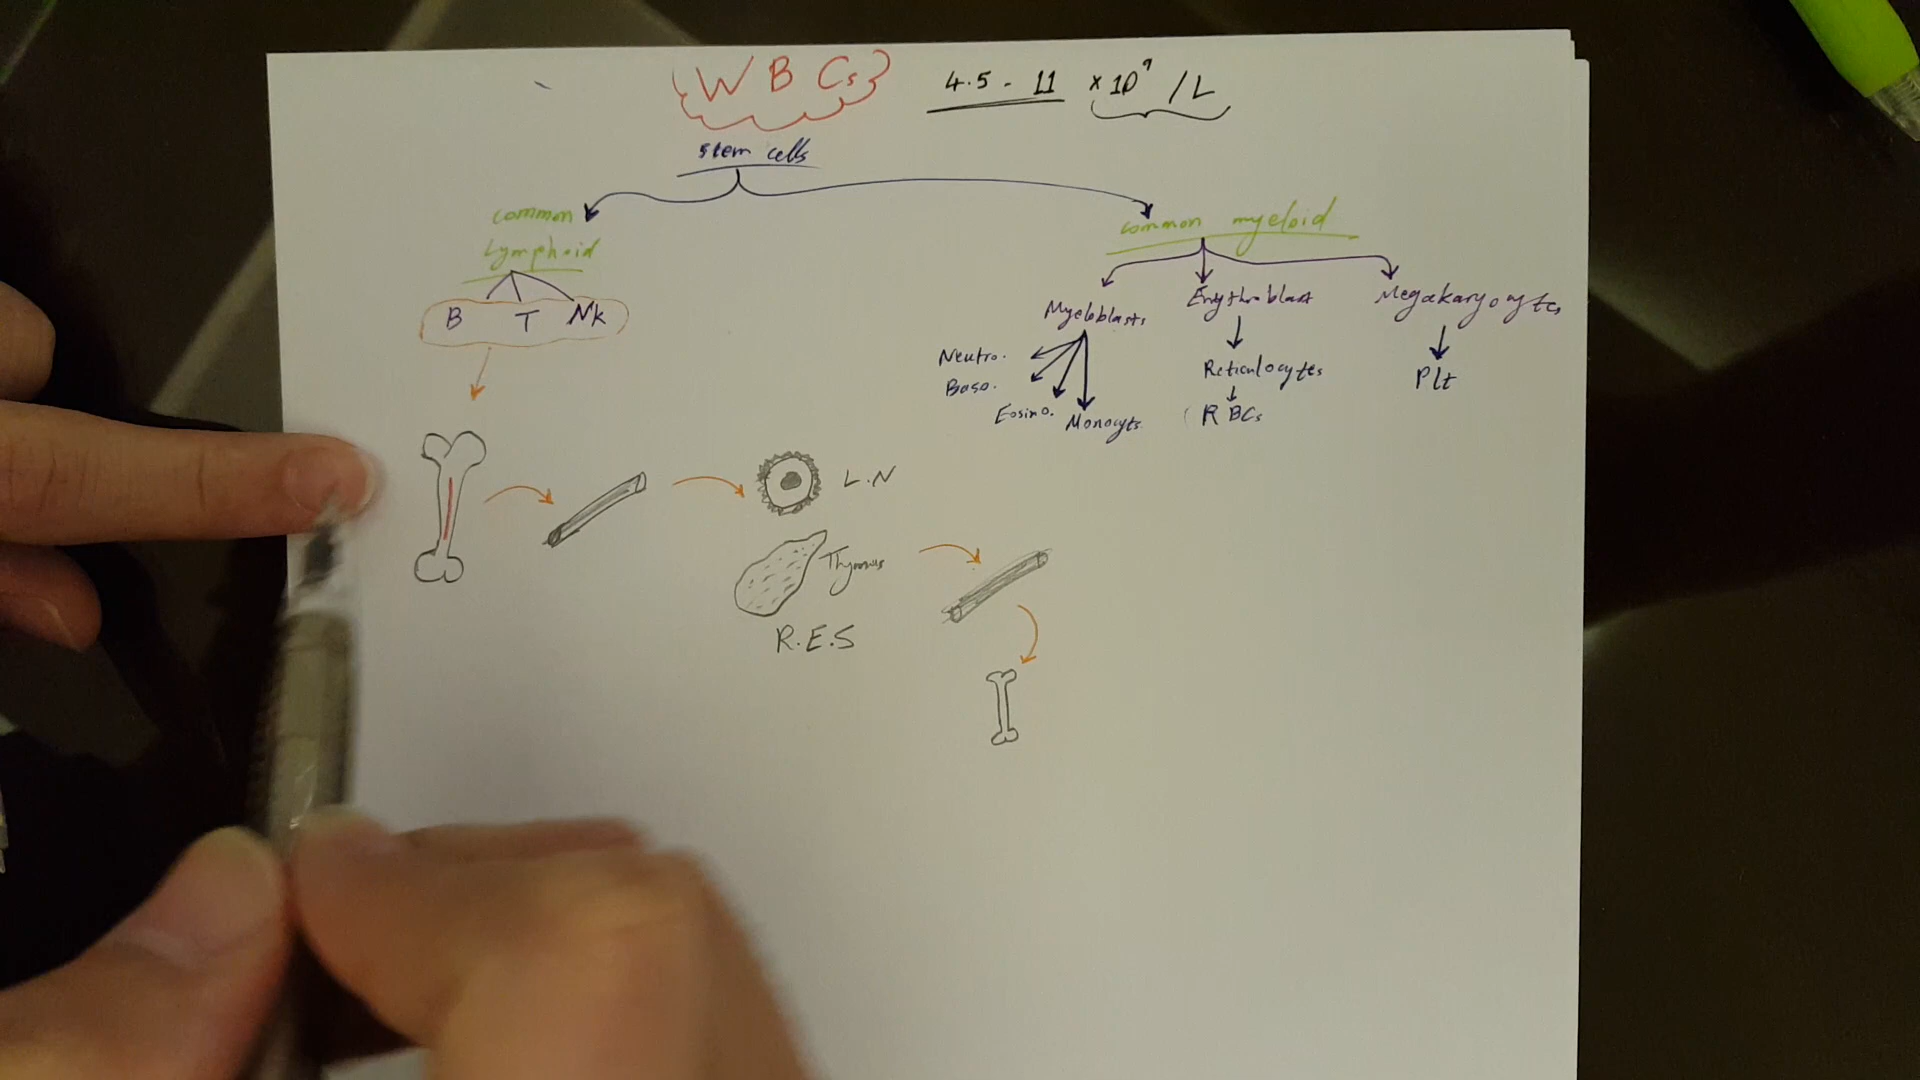 WBCs 4.5 - 11 x10⁹ /L
stem cells
common
lymphoid
B T Nk
common myeloid
Myeloblasts
Erythroblast
Megakaryocytes
Neutro.
Baso.
Eosino.
Monocyts.
Reticulocytes
RBCs
Plt
L.N
Thymus
R.E.S